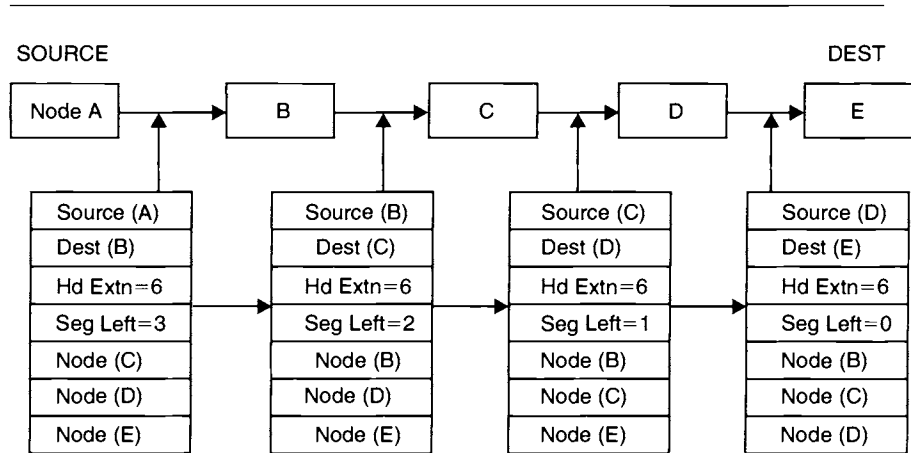 SOURCE DEST
Node A B C D E
Source (A) Source (B) Source (C) Source (D)
Dest (B) Dest (C) Dest (D) Dest (E)
Hd Extn=6 Hd Extn=6 Hd Extn=6 Hd Extn=6
Seg Left=3 Seg Left=2 Seg Left=1 Seg Left=0
Node (C) Node (B) Node (B) Node (B)
Node (D) Node (D) Node (C) Node (C)
Node (E) Node (E) Node (E) Node (D)